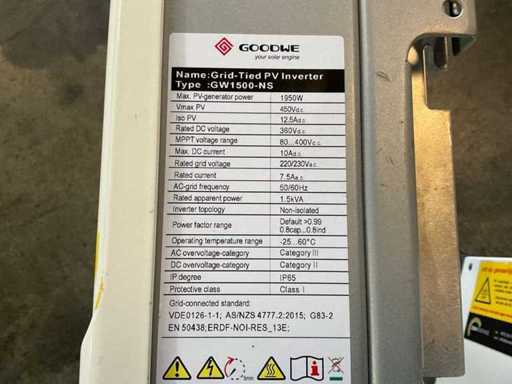 GOODWE
your solar engine
Name:Grid-Tied PV Inverter
Type :GW1500-NS
Max. PV-generator power 1950W
Vmax PV 450Vd.c.
Isc PV 12.5Ad.c.
Rated DC voltage 360Vd.c.
MPPT voltage range 80...400Vd.c.
Max. DC current 10Ad.c.
Rated grid voltage 220/230Va.c.
Rated current 7.5Aa.c.
AC-grid frequency 50/60Hz
Rated apparent power 1.5kVA
Inverter topology Non-isolated
Power factor range Default >0.99
0.8cap...0.8ind
Operating temperature range -25...60°C
AC overvoltage-category Category III
DC overvoltage-category Category II
IP degree IP65
Protective class Class I
Grid-connected standard:
VDE0126-1-1; AS/NZS 4777.2:2015; G83-2
EN 50438;ERDF-NOI-RES_13E;